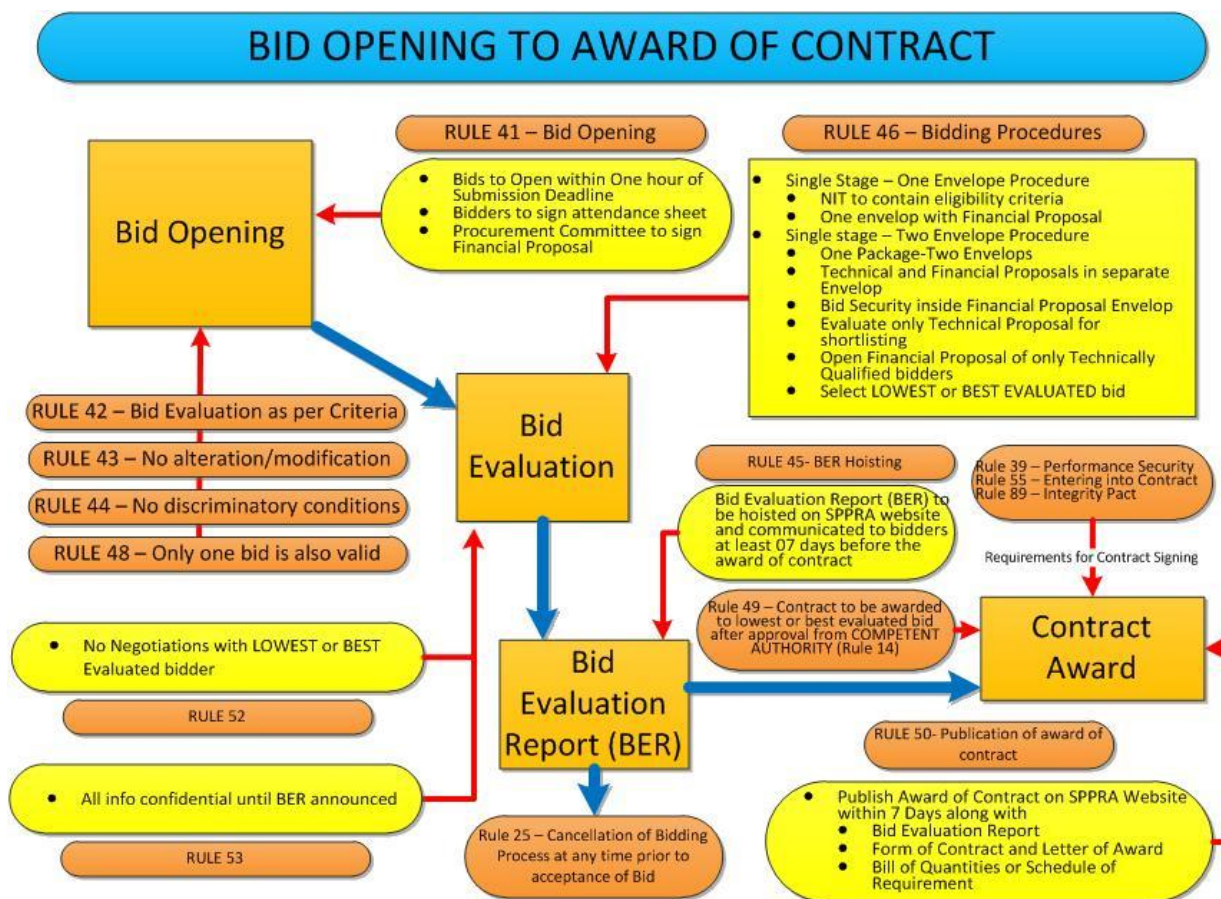 BID OPENING TO AWARD OF CONTRACT
RULE 41 – Bid Opening
• Bids to Open within One hour of
Submission Deadline
• Bidders to sign attendance sheet
• Procurement Committee to sign
Financial Proposal
RULE 46 – Bidding Procedures
• Single Stage – One Envelope Procedure
• NIT to contain eligibility criteria
• One envelop with Financial Proposal
• Single stage – Two Envelope Procedure
• One Package-Two Envelops
• Technical and Financial Proposals in separate
Envelop
• Bid Security inside Financial Proposal Envelop
• Evaluate only Technical Proposal for
shortlisting
• Open Financial Proposal of only Technically
Qualified bidders
• Select LOWEST or BEST EVALUATED bid
Bid Opening
RULE 42 – Bid Evaluation as per Criteria
RULE 43 – No alteration/modification
RULE 44 – No discriminatory conditions
RULE 48 – Only one bid is also valid
Bid
Evaluation
RULE 45- BER Hoisting
Bid Evaluation Report (BER) to
be hoisted on SPPRA website
and communicated to bidders
at least 07 days before the
award of contract
Rule 39 – Performance Security
Rule 55 – Entering into Contract
Rule 89 – Integrity Pact
Requirements for Contract Signing
Rule 49 – Contract to be awarded
to lowest or best evaluated bid
after approval from COMPETENT
AUTHORITY (Rule 14)
Contract
Award
• No Negotiations with LOWEST or BEST
Evaluated bidder
RULE 52
Bid
Evaluation
Report (BER)
• All info confidential until BER announced
RULE 53
Rule 25 – Cancellation of Bidding
Process at any time prior to
acceptance of Bid
RULE 50- Publication of award of
contract
• Publish Award of Contract on SPPRA Website
within 7 Days along with
• Bid Evaluation Report
• Form of Contract and Letter of Award
• Bill of Quantities or Schedule of
Requirement